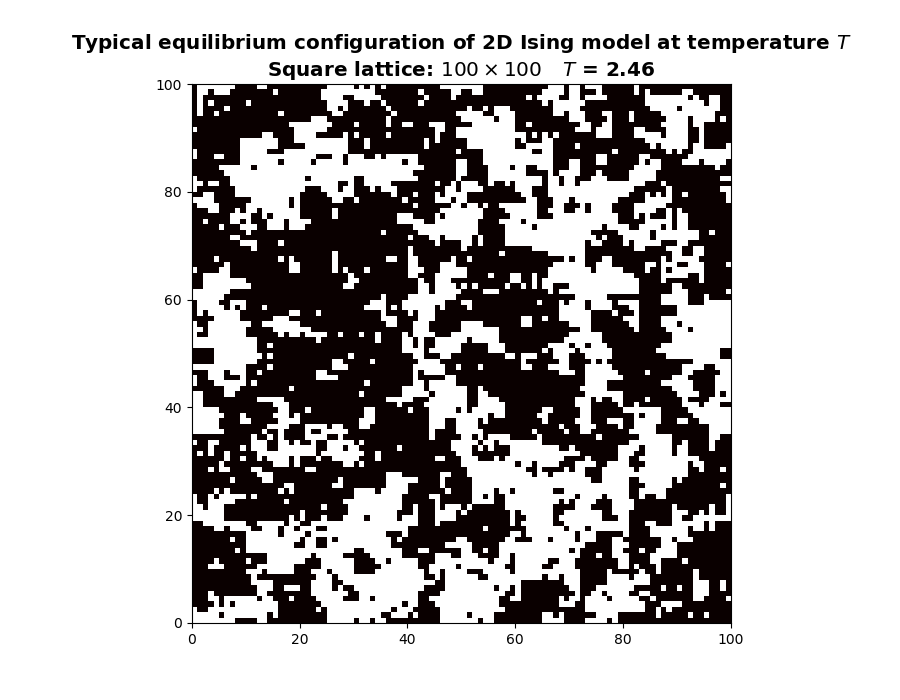 Typical equilibrium configuration of 2D Ising model at temperature T
Square lattice: 100 × 100 T = 2.46
100
80
60
40
20
0
0 20 40 60 80 100